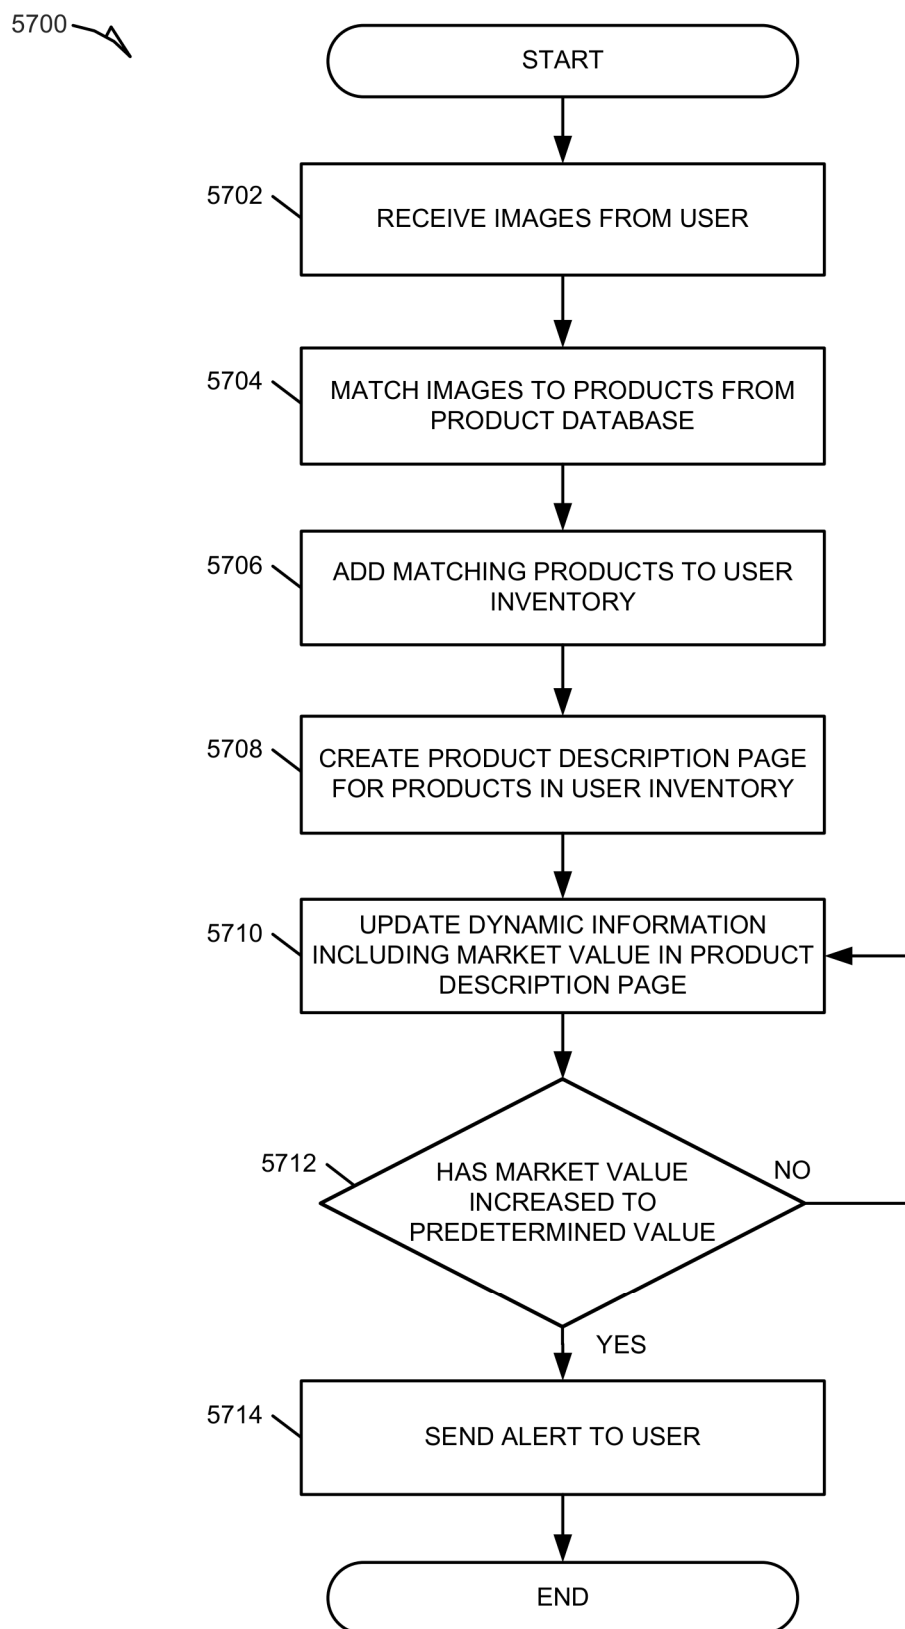 5700
START
5702
RECEIVE IMAGES FROM USER
5704
MATCH IMAGES TO PRODUCTS FROM
PRODUCT DATABASE
5706
ADD MATCHING PRODUCTS TO USER
INVENTORY
5708
CREATE PRODUCT DESCRIPTION PAGE
FOR PRODUCTS IN USER INVENTORY
5710
UPDATE DYNAMIC INFORMATION
INCLUDING MARKET VALUE IN PRODUCT
DESCRIPTION PAGE
5712
HAS MARKET VALUE
INCREASED TO
PREDETERMINED VALUE
NO
YES
5714
SEND ALERT TO USER
END